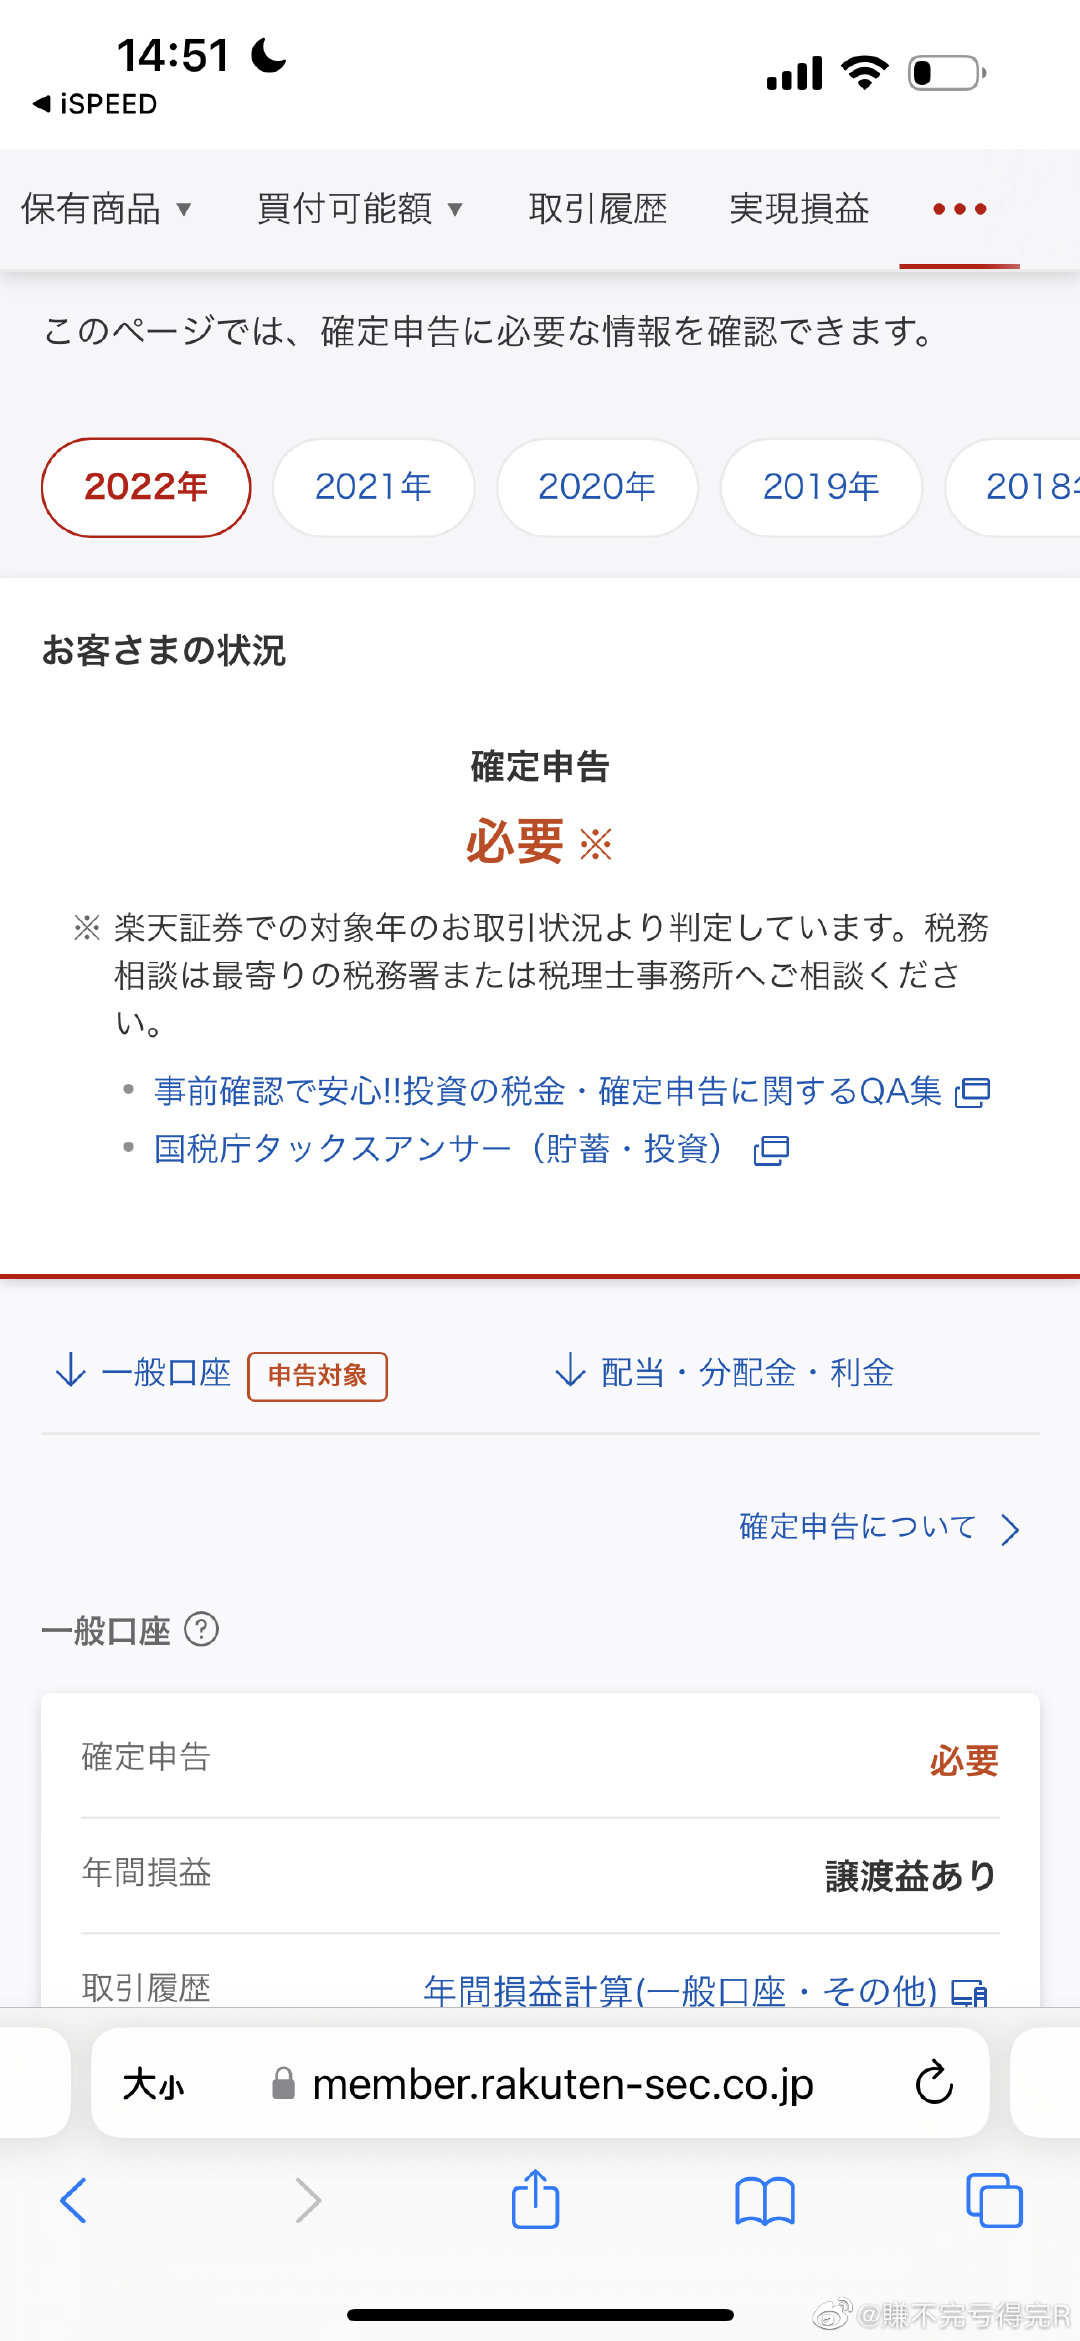 14:51
◀ iSPEED
保有商品 ▼ 買付可能額 ▼ 取引履歴 実現損益 •••
このページでは、確定申告に必要な情報を確認できます。
2022年 2021年 2020年 2019年 2018年
お客さまの状況
確定申告
必要 ※
※ 楽天証券での対象年のお取引状況より判定しています。税務
相談は最寄りの税務署または税理士事務所へご相談くださ
い。
• 事前確認で安心!!投資の税金・確定申告に関するQA集
• 国税庁タックスアンサー（貯蓄・投資）
↓ 一般口座 申告対象 ↓ 配当・分配金・利金
確定申告について >
一般口座 ?
確定申告 必要
年間損益 譲渡益あり
取引履歴 年間損益計算(一般口座・その他)
大小 member.rakuten-sec.co.jp
@赚不完亏得完R